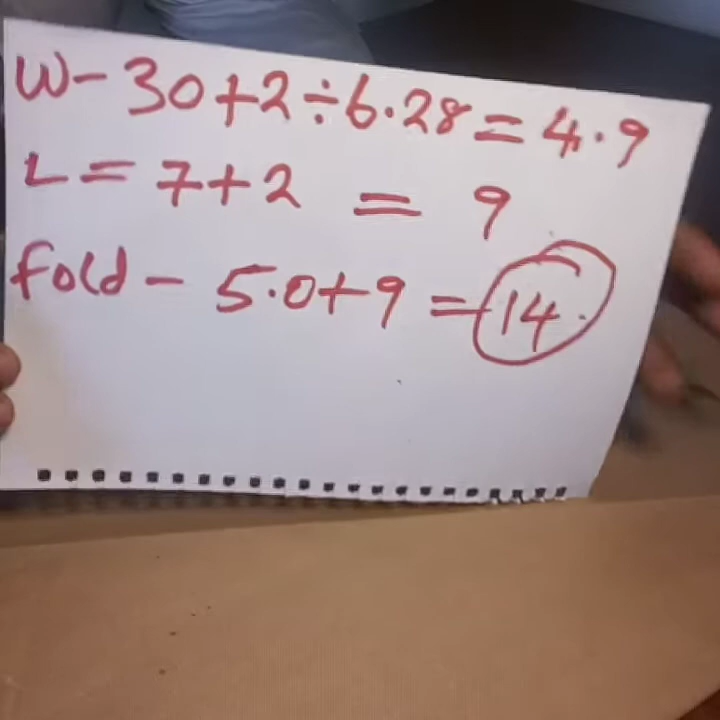 W- 30+2÷6.28=4.9
L= 7+2 = 9
fold- 5.0+9=14.